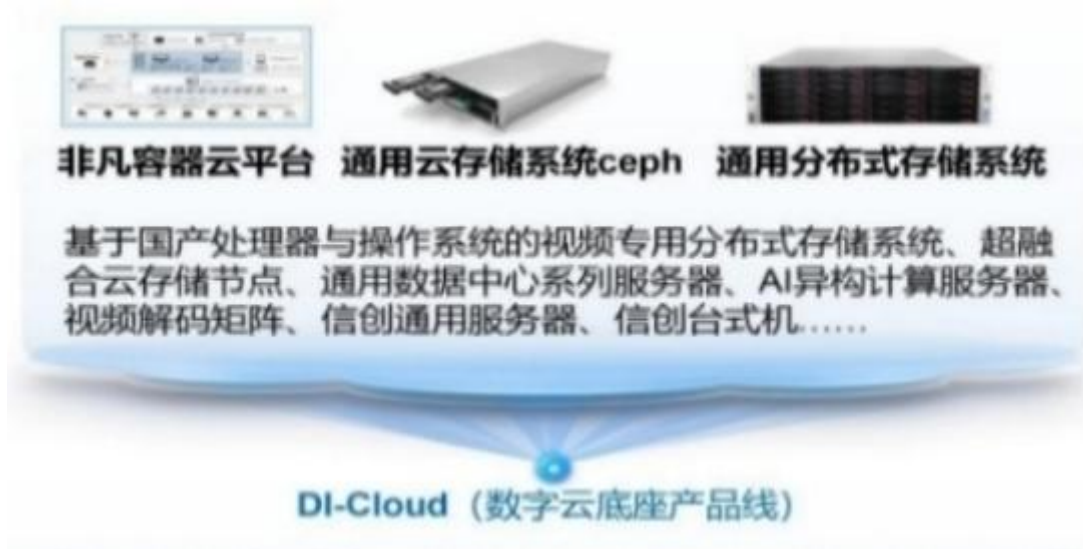 非凡容器云平台 通用云存储系统ceph 通用分布式存储系统
基于国产处理器与操作系统的视频专用分布式存储系统、超融
合云存储节点、通用数据中心系列服务器、AI异构计算服务器、
视频解码矩阵、信创通用服务器、信创台式机……
DI-Cloud（数字云底座产品线）